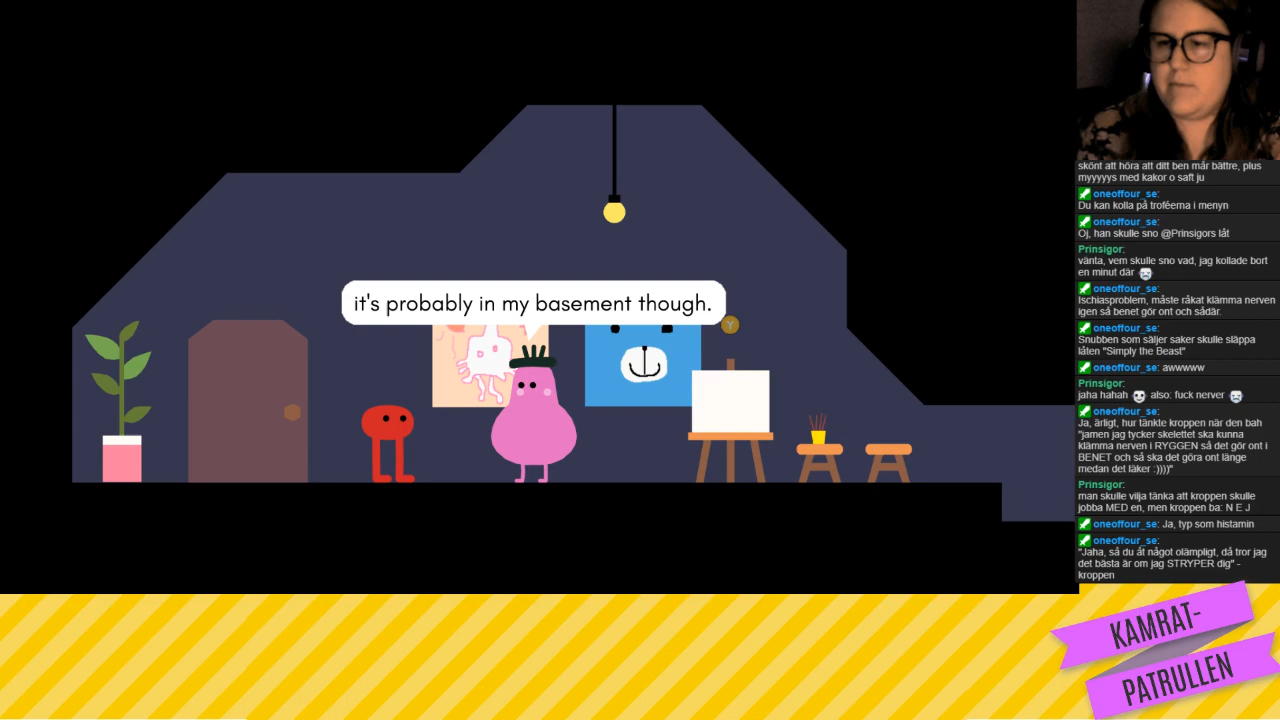 it's probably in my basement though.
Y
skönt att höra att ditt ben mår bättre, plus
myyyyys med kakor o saft ju
oneoffour_se:
Du kan kolla på troféerna i menyn
oneoffour_se:
Oj, han skulle sno @Prinsigors låt
Prinsigor:
vänta, vem skulle sno vad, jag kollade bort
en minut där
oneoffour_se:
Ischiasproblem, måste råkat klämma nerven
igen så benet gör ont och sådär.
oneoffour_se:
Snubben som säljer saker skulle släppa
låten "Simply the Beast"
oneoffour_se: awwwww
Prinsigor:
jaha hahah also: fuck nerver
oneoffour_se:
Ja, ärligt, hur tänkte kroppen när den bah
"jamen jag tycker skelettet ska kunna
klämma nerven i RYGGEN så det gör ont i
BENET och så ska det göra ont länge
medan det läker :))))"
Prinsigor:
man skulle vilja tänka att kroppen skulle
jobba MED en, men kroppen ba: N E J
oneoffour_se: Ja, typ som histamin
oneoffour_se:
"Jaha, så du åt något olämpligt, då tror jag
det bästa är om jag STRYPER dig" -
kroppen
KAMRAT-
PATRULLEN